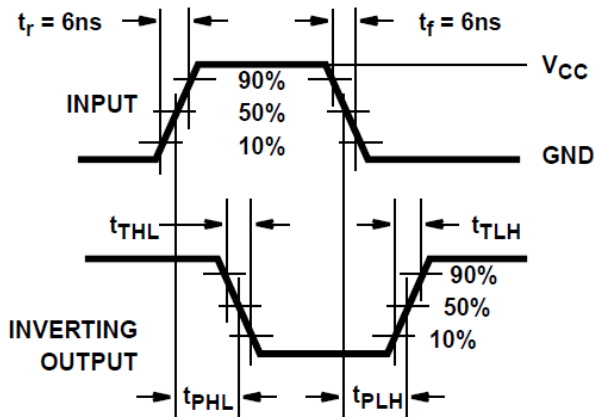 tr = 6ns tf = 6ns
VCC
90%
INPUT 50%
10%
GND
tTHL tTLH
90%
50%
INVERTING 10%
OUTPUT
tPHL tPLH